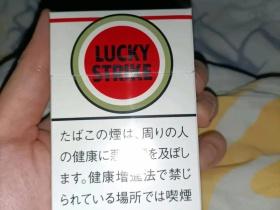 LUCKY
STRIKE
たばこの煙は、周りの人
の健康に悪 を及ぼし
ます。健康増進法で禁じ
られている場所では喫煙